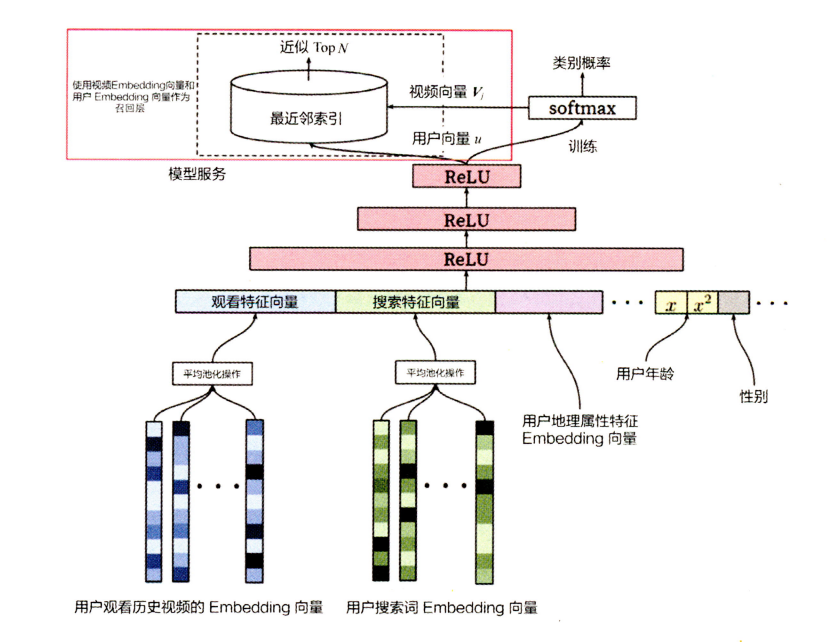 近似 Top N
类别概率
使用视频Embedding向量和
用户 Embedding 向量作为
召回层
视频向量 Vj
softmax
最近邻索引
用户向量 u
训练
模型服务
ReLU
ReLU
ReLU
观看特征向量
搜索特征向量
x
x²
平均池化操作
平均池化操作
用户年龄
性别
用户地理属性特征
Embedding 向量
用户观看历史视频的 Embedding 向量
用户搜索词 Embedding 向量